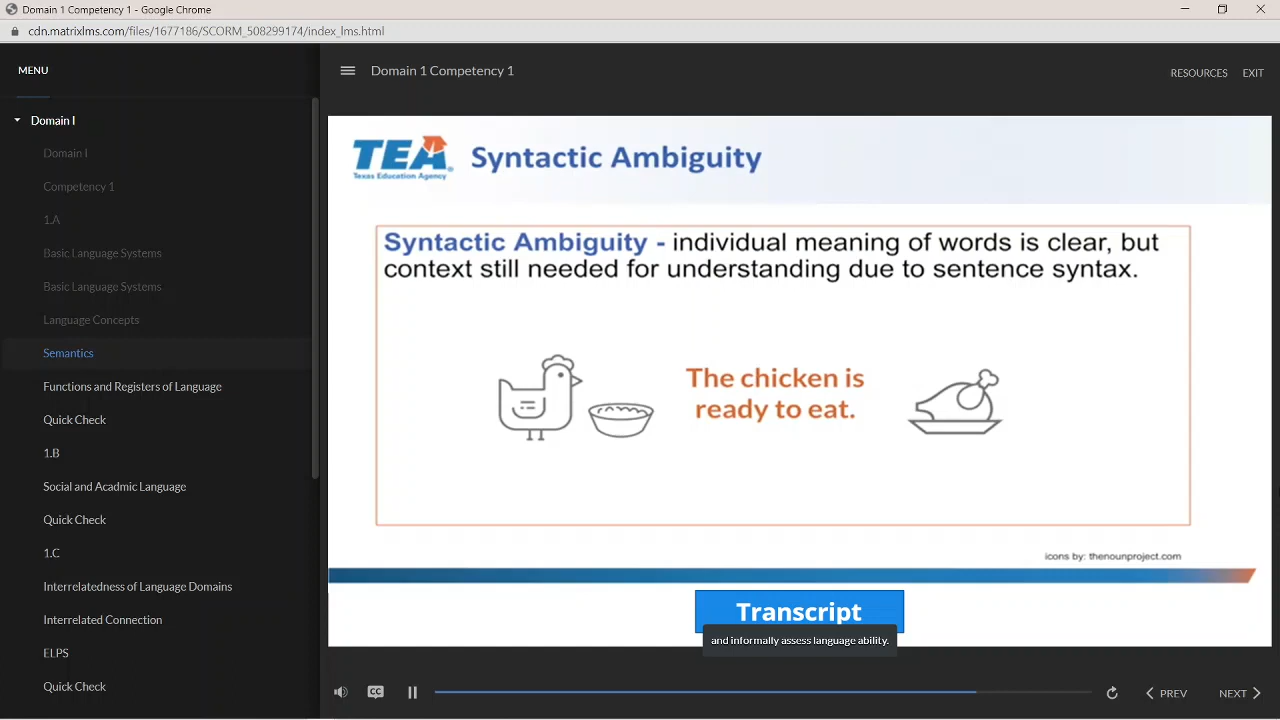 Domain 1 Competency 1 - Google Chrome
cdn.matrixlms.com/files/1677186/SCORM_508299174/index_lms.html
MENU
Domain 1 Competency 1
RESOURCES
EXIT
Domain I
Domain I
Competency 1
1.A
Basic Language Systems
Basic Language Systems
Language Concepts
Semantics
Functions and Registers of Language
Quick Check
1.B
Social and Acadmic Language
Quick Check
1.C
Interrelatedness of Language Domains
Interrelated Connection
ELPS
Quick Check
TEA
Texas Education Agency
Syntactic Ambiguity
Syntactic Ambiguity - individual meaning of words is clear, but
context still needed for understanding due to sentence syntax.
The chicken is
ready to eat.
icons by: thenounproject.com
Transcript
and informally assess language ability.
CC
PREV
NEXT